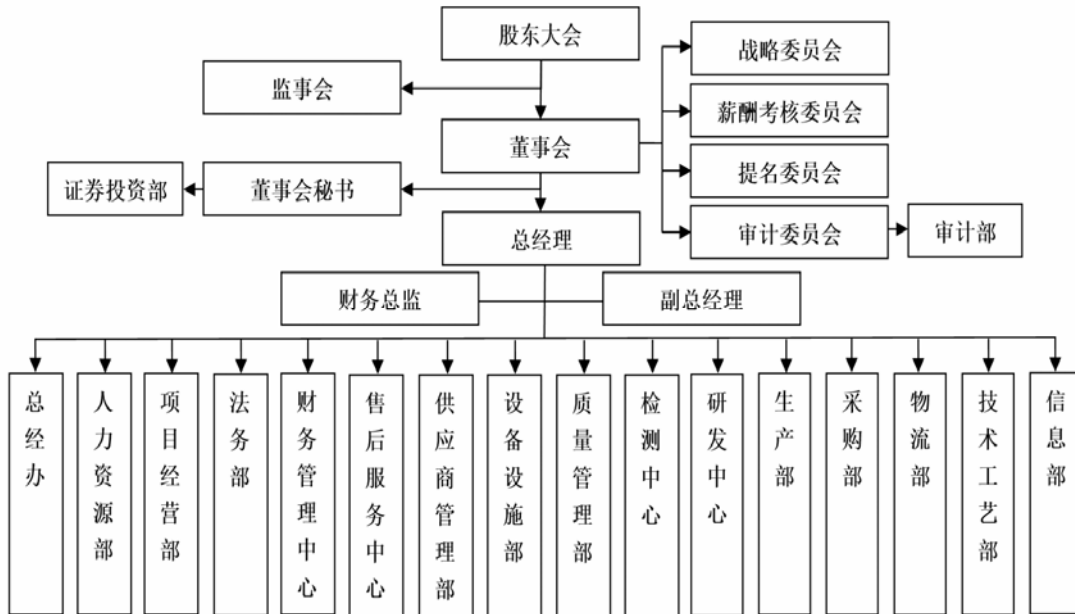 股东大会
战略委员会
监事会
薪酬考核委员会
董事会
提名委员会
证券投资部
董事会秘书
总经理
审计委员会
审计部
财务总监
副总经理
总经办
人力资源部
项目经营部
法务部
财务管理中心
售后服务中心
供应商管理部
设备设施部
质量管理部
检测中心
研发中心
生产部
采购部
物流部
技术工艺部
信息部